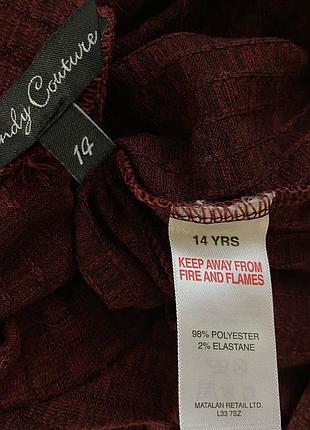 Couture
14
14 YRS
KEEP AWAY FROM
FIRE AND FLAMES
98% POLYESTER
2% ELASTANE
MATALAN RETAIL LTD.
L33 7SZ